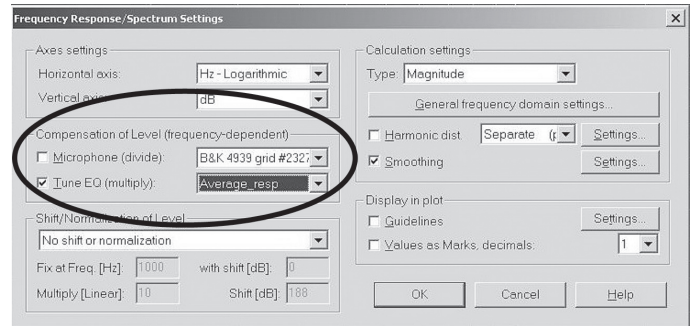 Frequency Response/Spectrum Settings
Axes settings
Horizontal axis: Hz - Logarithmic
Vertical axis: dB
Compensation of Level (frequency-dependent)
Microphone (divide): B&K 4939 grid #2327
Tune EQ (multiply): Average_resp
Shift/Normalization of Level
No shift or normalization
Fix at Freq. [Hz]: 1000 with shift [dB]: 0
Multiply [Linear]: 10 Shift [dB]: 188
Calculation settings
Type: Magnitude
General frequency domain settings...
Harmonic dist. Separate (p Settings...
Smoothing Settings...
Display in plot
Guidelines Settings...
Values as Marks, decimals: 1
OK Cancel Help